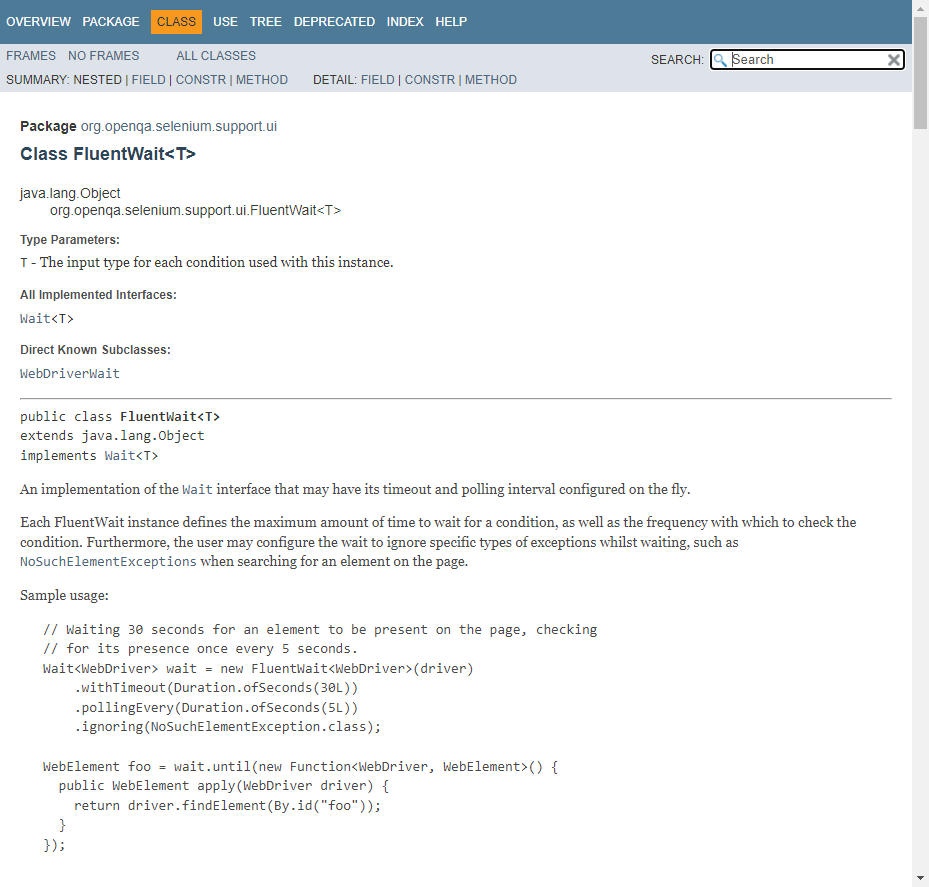 OVERVIEW PACKAGE CLASS USE TREE DEPRECATED INDEX HELP
FRAMES NO FRAMES ALL CLASSES
SEARCH: Search
SUMMARY: NESTED | FIELD | CONSTR | METHOD DETAIL: FIELD | CONSTR | METHOD
Package org.openqa.selenium.support.ui
Class FluentWait<T>
java.lang.Object
org.openqa.selenium.support.ui.FluentWait<T>
Type Parameters:
T - The input type for each condition used with this instance.
All Implemented Interfaces:
Wait<T>
Direct Known Subclasses:
WebDriverWait
public class FluentWait<T>
extends java.lang.Object
implements Wait<T>
An implementation of the Wait interface that may have its timeout and polling interval configured on the fly.
Each FluentWait instance defines the maximum amount of time to wait for a condition, as well as the frequency with which to check the
condition. Furthermore, the user may configure the wait to ignore specific types of exceptions whilst waiting, such as
NoSuchElementExceptions when searching for an element on the page.
Sample usage:
// Waiting 30 seconds for an element to be present on the page, checking
// for its presence once every 5 seconds.
Wait<WebDriver> wait = new FluentWait<WebDriver>(driver)
    .withTimeout(Duration.ofSeconds(30L))
    .pollingEvery(Duration.ofSeconds(5L))
    .ignoring(NoSuchElementException.class);
WebElement foo = wait.until(new Function<WebDriver, WebElement>() {
  public WebElement apply(WebDriver driver) {
    return driver.findElement(By.id("foo"));
  }
});